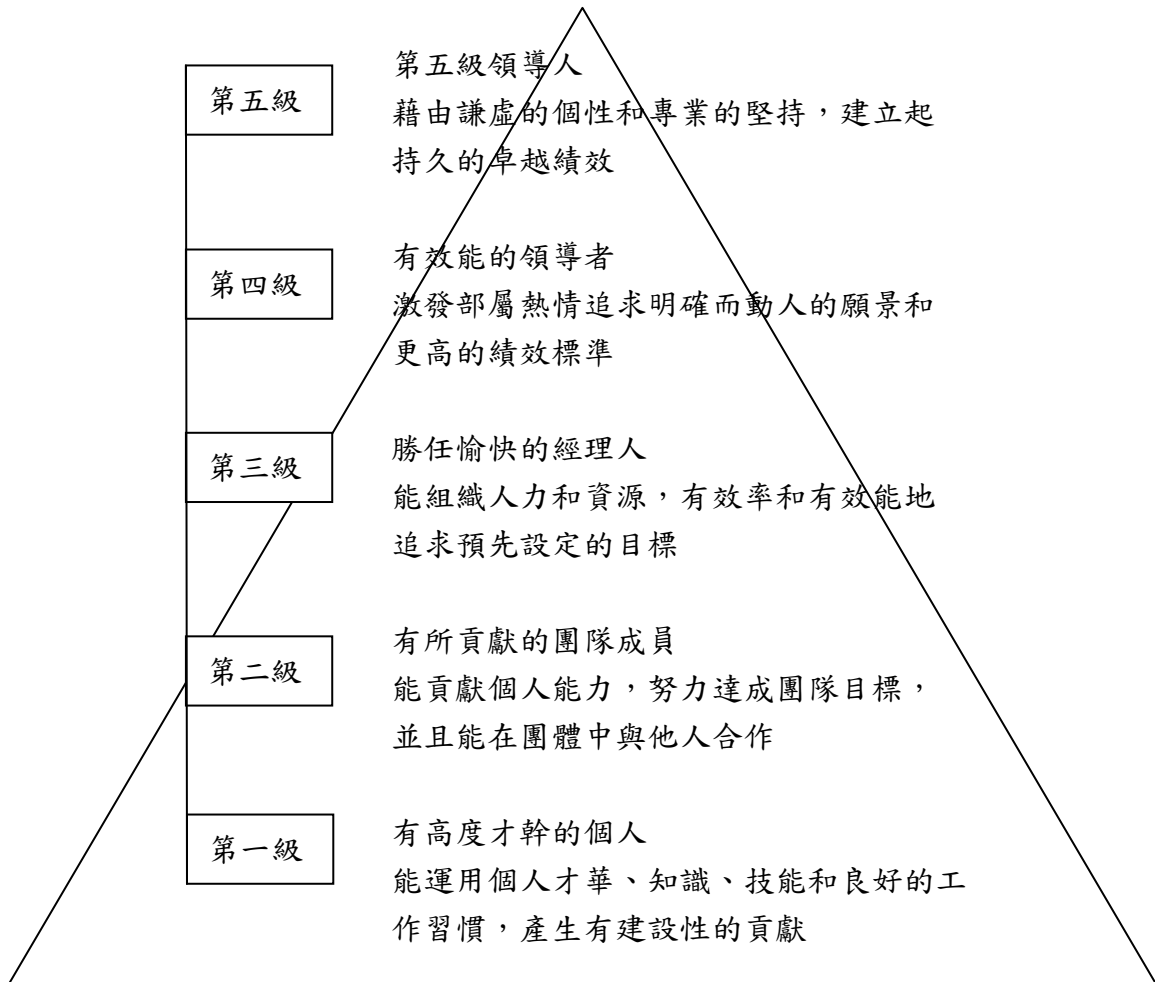 第五級
第五級領導人
藉由謙虛的個性和專業的堅持，建立起
持久的卓越績效
第四級
有效能的領導者
激發部屬熱情追求明確而動人的願景和
更高的績效標準
第三級
勝任愉快的經理人
能組織人力和資源，有效率和有效能地
追求預先設定的目標
第二級
有所貢獻的團隊成員
能貢獻個人能力，努力達成團隊目標，
並且能在團體中與他人合作
第一級
有高度才幹的個人
能運用個人才華、知識、技能和良好的工
作習慣，產生有建設性的貢獻